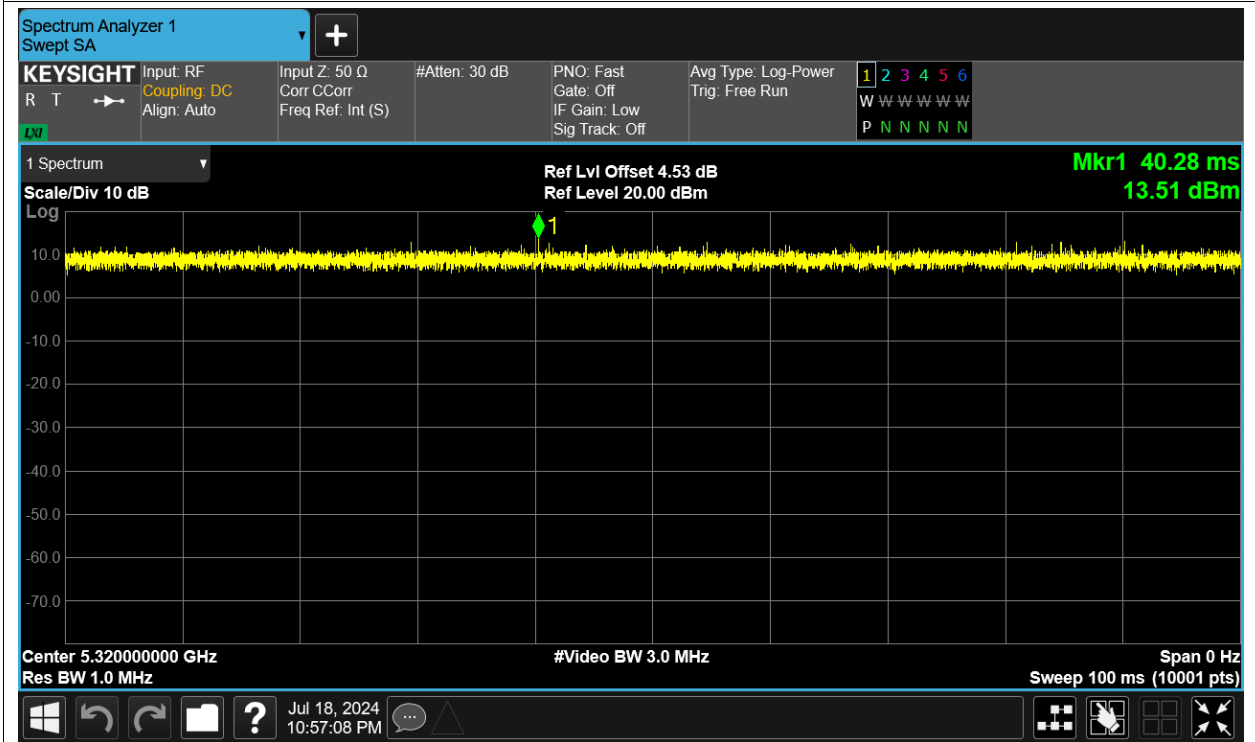 Spectrum Analyzer 1
Swept SA
KEYSIGHT
R T
LXI
Input: RF
Coupling: DC
Align: Auto
Input Z: 50 Ω
Corr CCorr
Freq Ref: Int (S)
#Atten: 30 dB
PNO: Fast
Gate: Off
IF Gain: Low
Sig Track: Off
Avg Type: Log-Power
Trig: Free Run
1 2 3 4 5 6
W W W W W W
P N N N N N
1 Spectrum
Scale/Div 10 dB
Log
Ref Lvl Offset 4.53 dB
Ref Level 20.00 dBm
Mkr1 40.28 ms
13.51 dBm
1
10.0
0.00
-10.0
-20.0
-30.0
-40.0
-50.0
-60.0
-70.0
Center 5.320000000 GHz
Res BW 1.0 MHz
#Video BW 3.0 MHz
Span 0 Hz
Sweep 100 ms (10001 pts)
?
Jul 18, 2024
10:57:08 PM